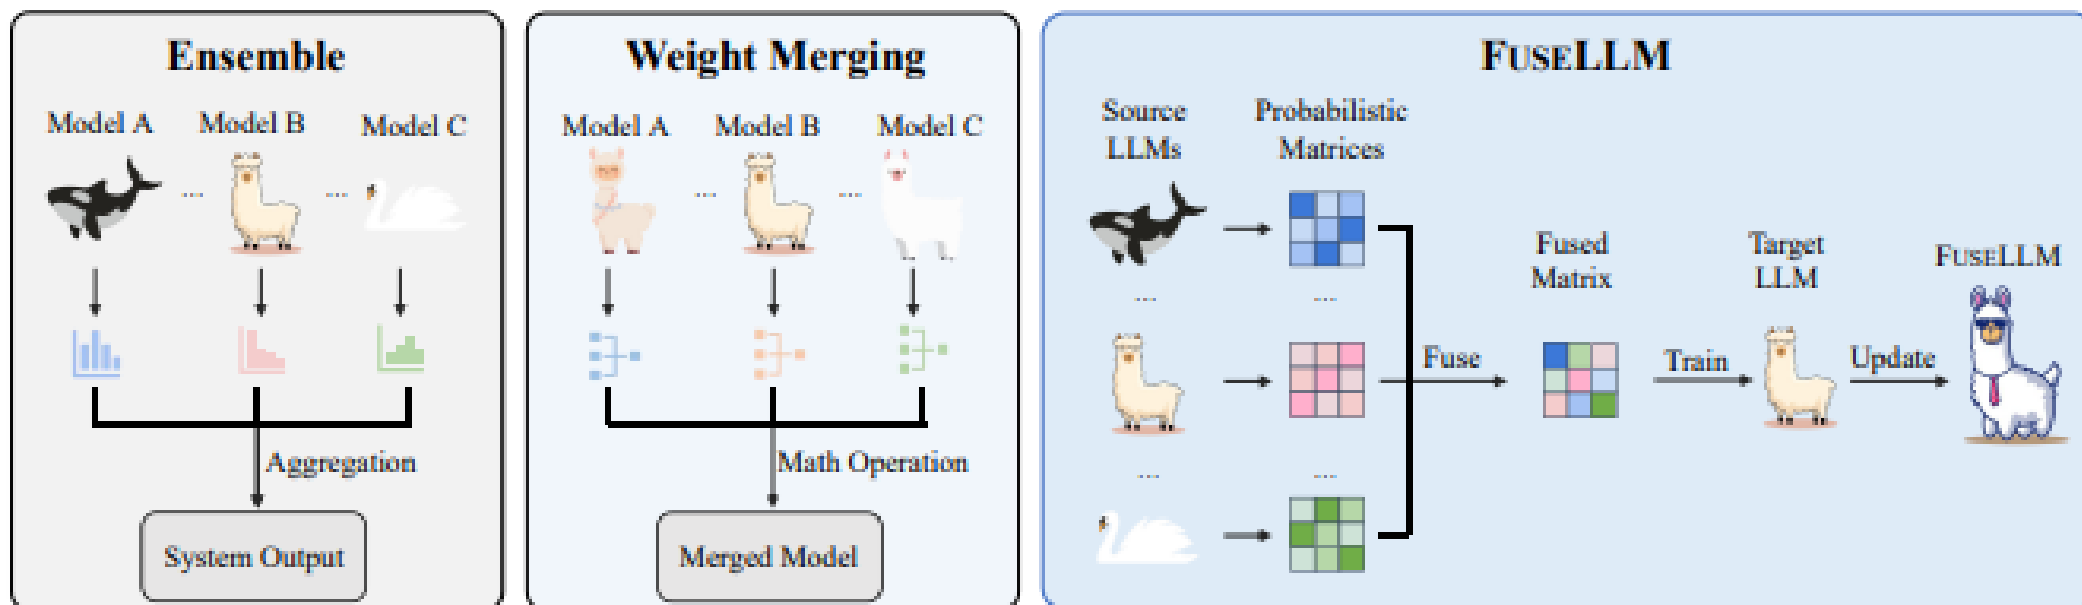 Ensemble
Model A
Model B
Model C
....
....
Aggregation
System Output
Weight Merging
Model A
Model B
Model C
....
....
Math Operation
Merged Model
FUSELLM
Source
LLMs
Probabilistic
Matrices
....
....
....
....
Fuse
Fused
Matrix
Train
Target
LLM
Update
FUSELLM